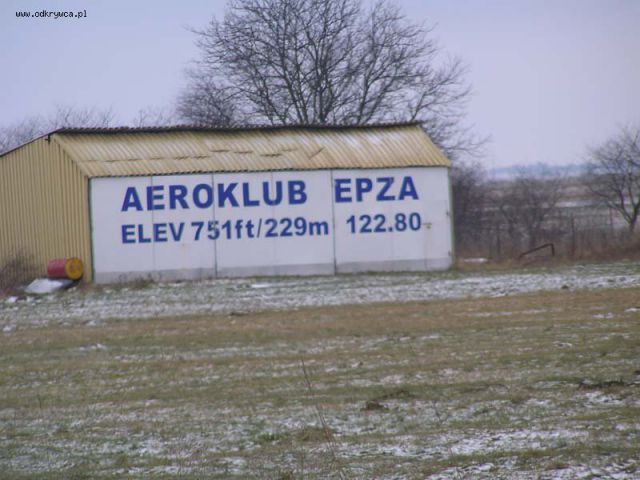 www.odkrywca.pl
AEROKLUB EPZA
ELEV 751ft/229m 122.80